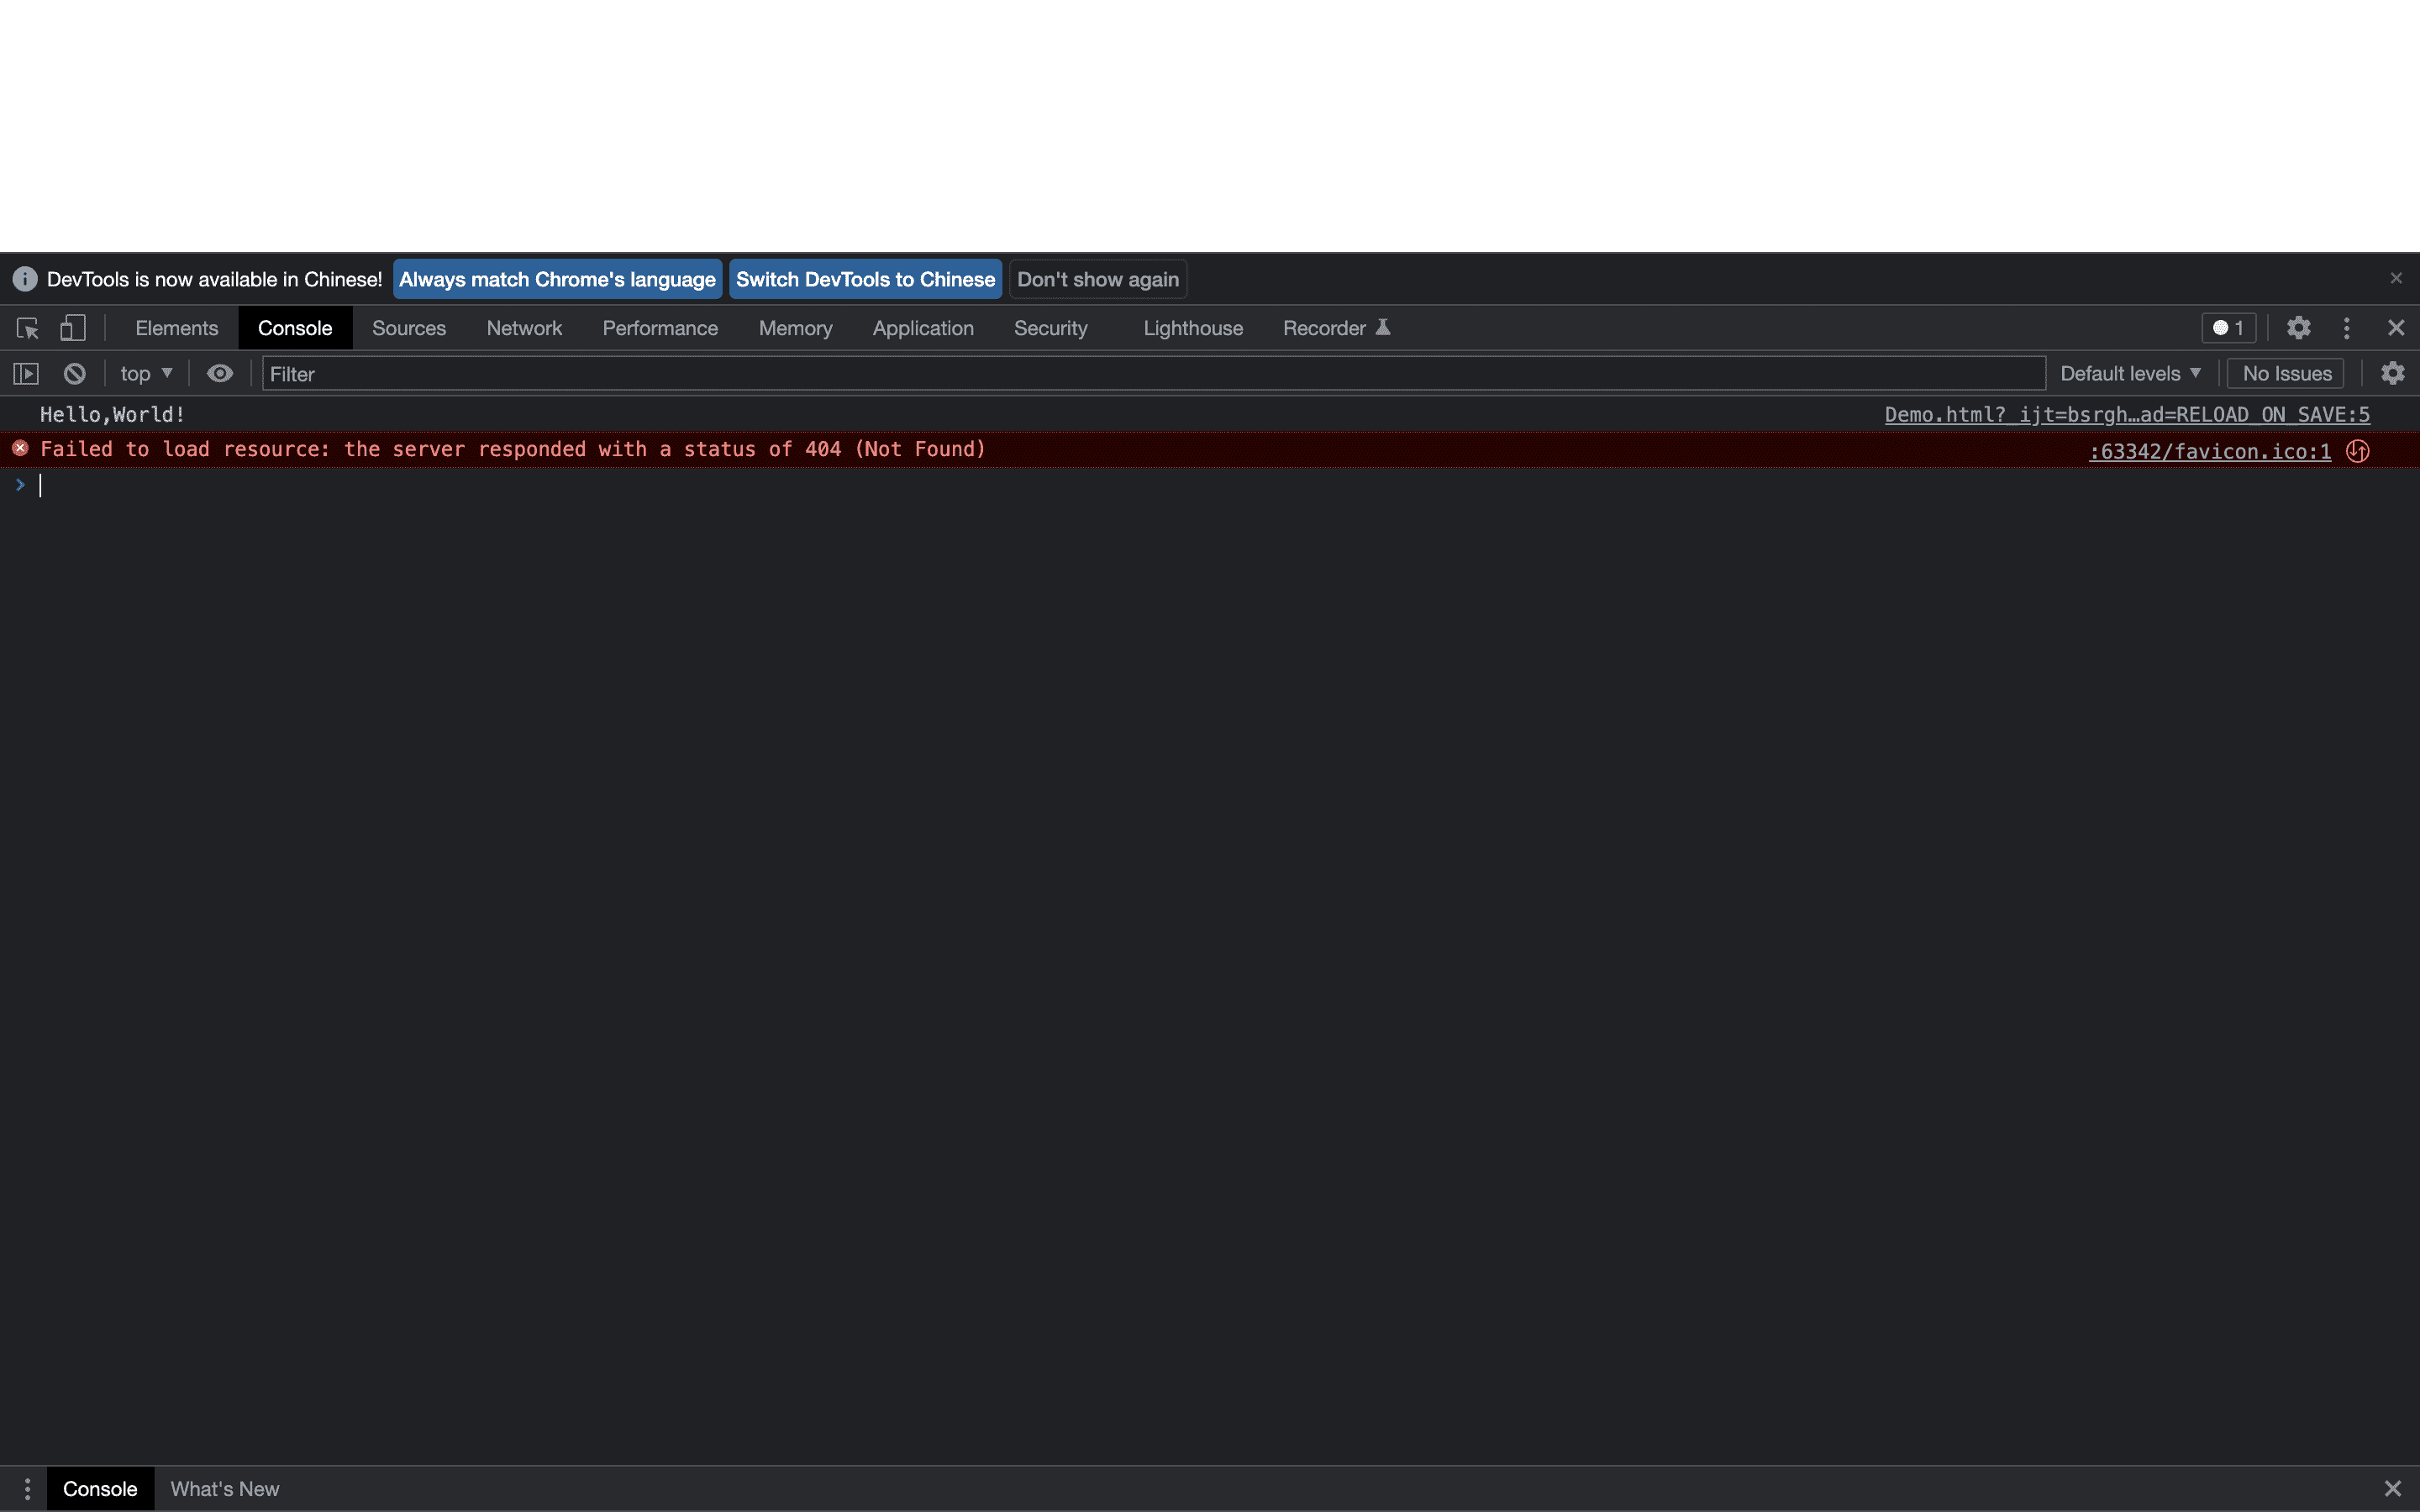 DevTools is now available in Chinese! Always match Chrome's language Switch DevTools to Chinese Don't show again
Elements Console Sources Network Performance Memory Application Security Lighthouse Recorder 1
top Filter Default levels No Issues
Hello,World! Demo.html?_ijt=bsrgh…ad=RELOAD_ON_SAVE:5
Failed to load resource: the server responded with a status of 404 (Not Found) :63342/favicon.ico:1
Console What's New